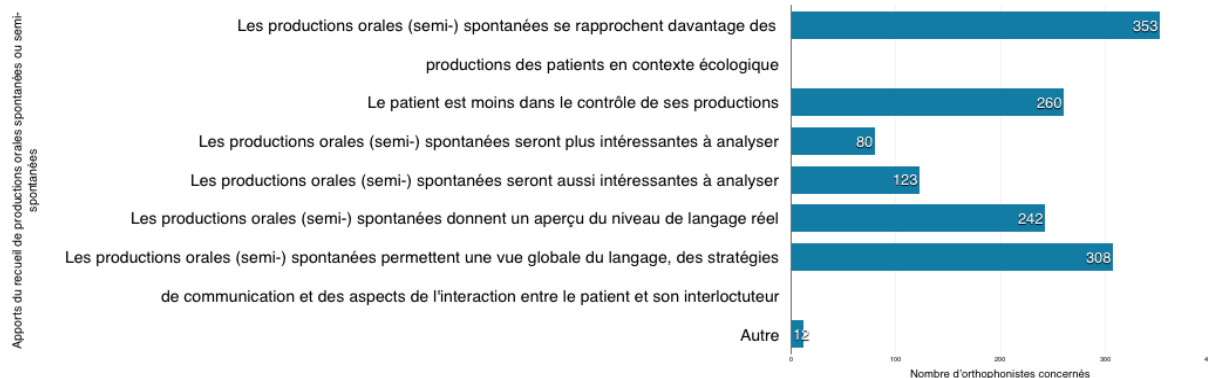 Apports du recueil de productions orales spontanées ou semi-
spontanées
Les productions orales (semi-) spontanées se rapprochent davantage des
353
productions des patients en contexte écologique
Le patient est moins dans le contrôle de ses productions
260
Les productions orales (semi-) spontanées seront plus intéressantes à analyser
80
Les productions orales (semi-) spontanées seront aussi intéressantes à analyser
123
Les productions orales (semi-) spontanées donnent un aperçu du niveau de langage réel
242
Les productions orales (semi-) spontanées permettent une vue globale du langage, des stratégies
308
de communication et des aspects de l'interaction entre le patient et son interloctuteur
Autre
12
0
100
200
300
4
Nombre d'orthophonistes concernés